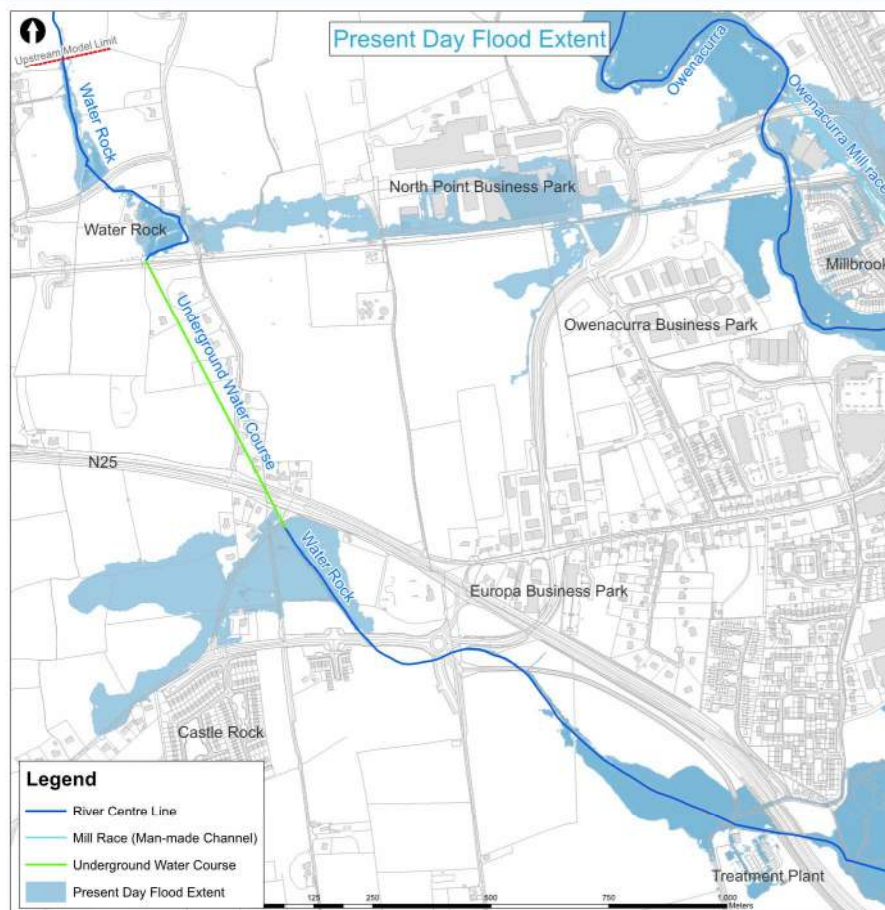 Present Day Flood Extent
Upstream Model Limit
Owenacurra
Water Rock
Owenacurra Mill race
North Point Business Park
Water Rock
Millbrook
Underground Water Course
Owenacurra Business Park
N25
Water Rock
Europa Business Park
Castle Rock
Treatment Plant
Legend
River Centre Line
Mill Race (Man-made Channel)
Underground Water Course
Present Day Flood Extent
125 250 500 750 1,000
Meters